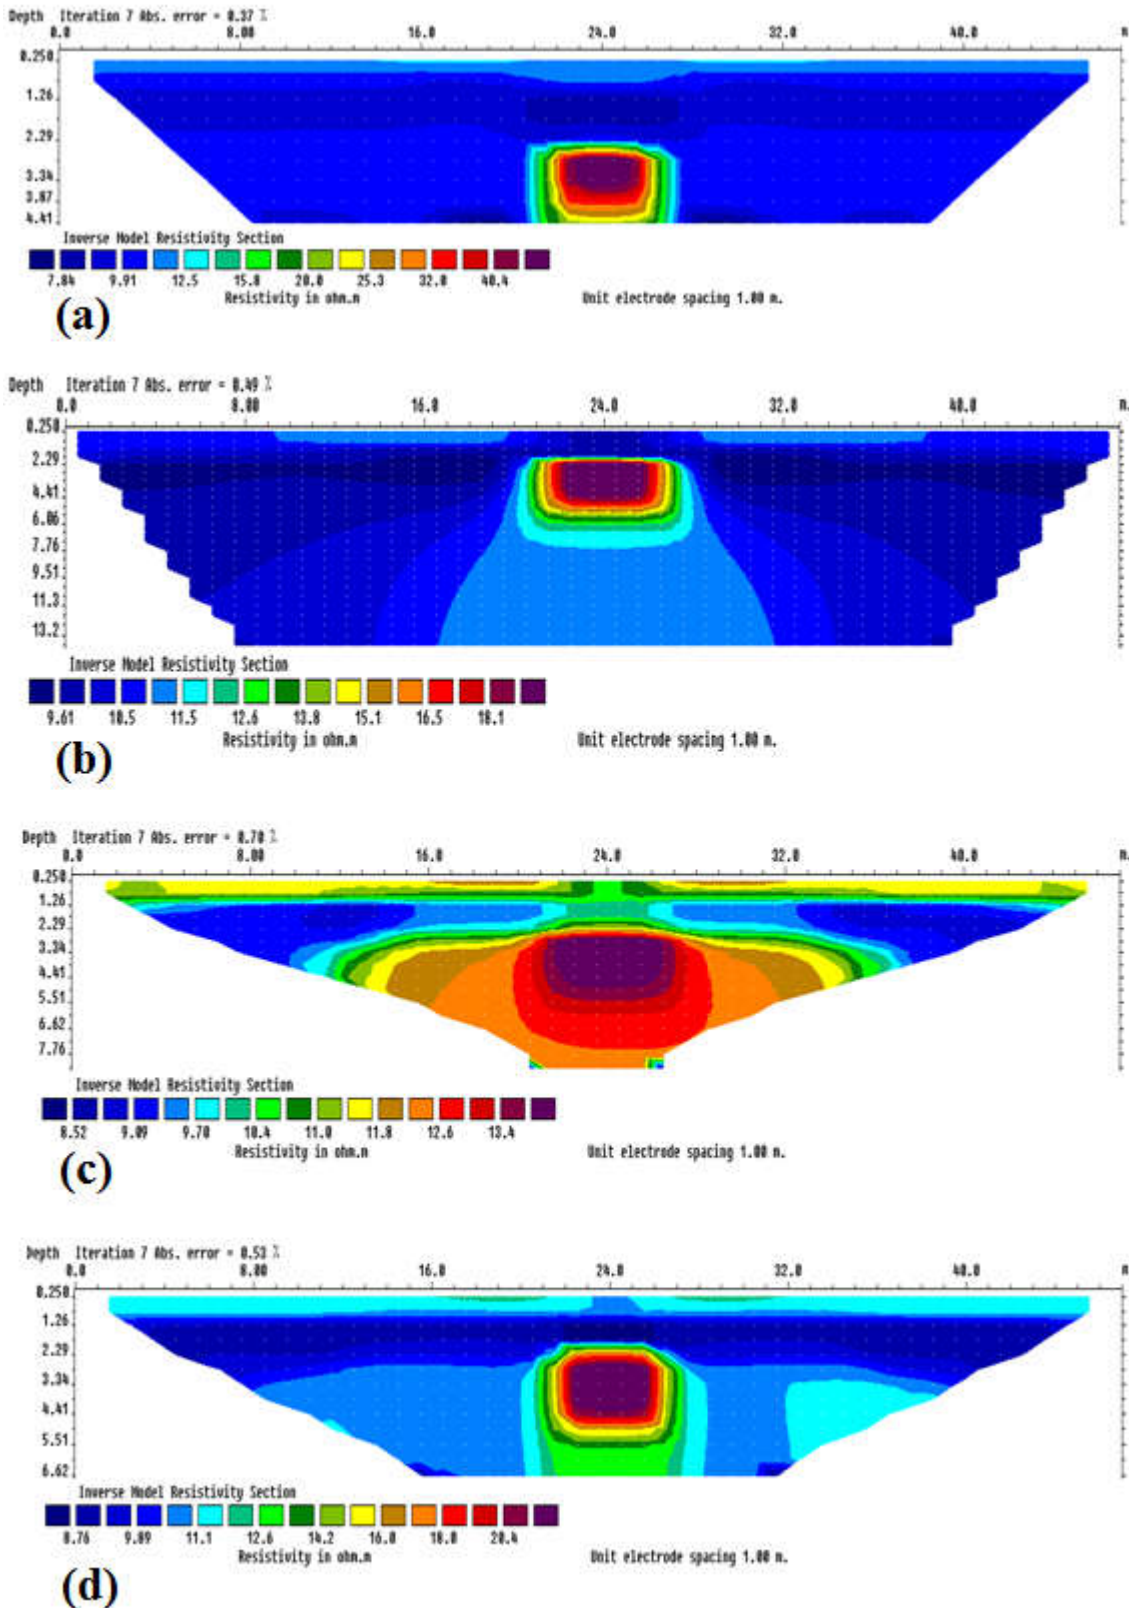 Depth Iteration 7 Abs. error = 0.37 %
0.0 8.00 16.0 24.0 32.0 40.0 m.
0.250
1.26
2.29
3.34
3.87
4.41
Inverse Model Resistivity Section
7.84 9.91 12.5 15.8 20.0 25.3 32.0 40.4
Resistivity in ohm.m Unit electrode spacing 1.00 m.
(a)
Depth Iteration 7 Abs. error = 0.49 %
0.0 8.00 16.0 24.0 32.0 40.0 m.
0.250
2.29
4.41
6.06
7.76
9.51
11.3
13.2
Inverse Model Resistivity Section
9.61 10.5 11.5 12.6 13.8 15.1 16.5 18.1
Resistivity in ohm.m Unit electrode spacing 1.00 m.
(b)
Depth Iteration 7 Abs. error = 0.70 %
0.0 8.00 16.0 24.0 32.0 40.0 m.
0.250
1.26
2.29
3.34
4.41
5.51
6.62
7.76
Inverse Model Resistivity Section
8.52 9.09 9.70 10.4 11.0 11.8 12.6 13.4
Resistivity in ohm.m Unit electrode spacing 1.00 m.
(c)
Depth Iteration 7 Abs. error = 0.53 %
0.0 8.00 16.0 24.0 32.0 40.0 m
0.250
1.26
2.29
3.34
4.41
5.51
6.62
Inverse Model Resistivity Section
8.76 9.89 11.1 12.6 14.2 16.0 18.0 20.4
Resistivity in ohm.m Unit electrode spacing 1.00 m.
(d)